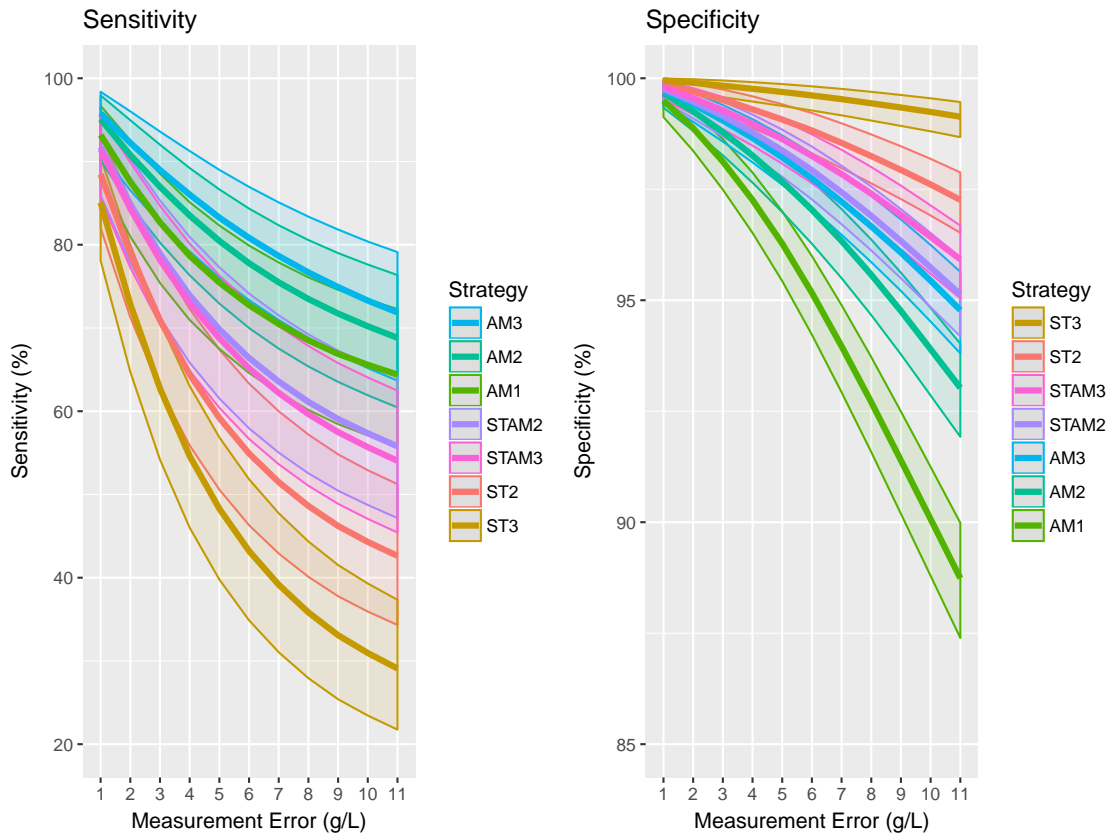 Sensitivity
100
80
60
40
20
Sensitivity (%)
1 2 3 4 5 6 7 8 9 10 11
Measurement Error (g/L)
Strategy
AM3
AM2
AM1
STAM2
STAM3
ST2
ST3
Specificity
100
95
90
85
Specificity (%)
1 2 3 4 5 6 7 8 9 10 11
Measurement Error (g/L)
Strategy
ST3
ST2
STAM3
STAM2
AM3
AM2
AM1